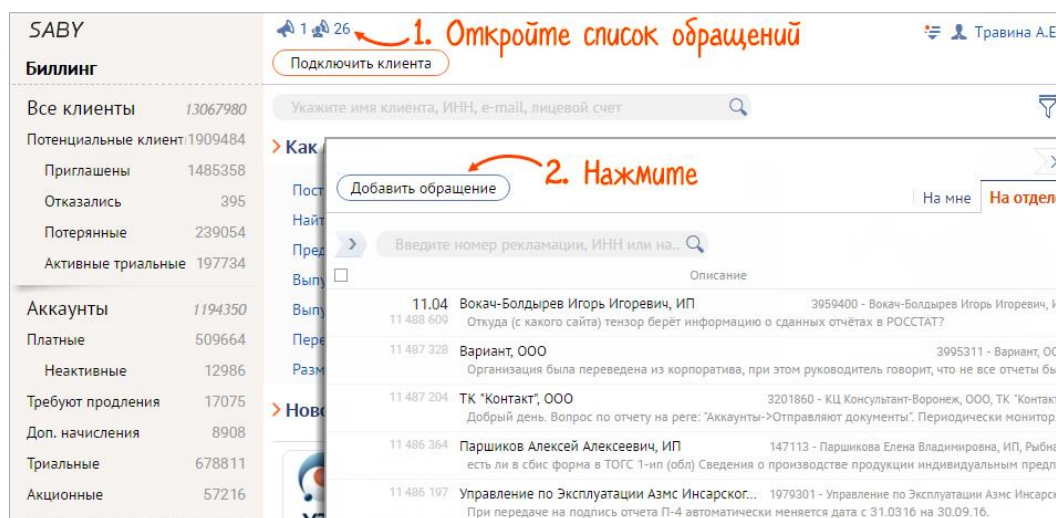 SABY
1 26
1. Откройте список обращений
Травина А.Е
Биллинг
Подключить клиента
Все клиенты 13067980
Укажите имя клиента, ИНН, e-mail, лицевой счет
Потенциальные клиент 1909484
Как
Приглашены 1485358
Добавить обращение
2. Нажмите
Пост
На мне
На отдел
Отказались 395
Найт
Потерянные 239054
Введите номер рекламации, ИНН или на..
Пред
Активные триальные 197734
Описание
Выпу
Аккаунты 1194350
Выпу
11.04 Вокач-Болдырев Игорь Игоревич, ИП 3959400 - Вокач-Болдырев Игорь Игоревич,
11 488 609 Откуда (с какого сайта) тензор берёт информацию о сданных отчётах в РОССТАТ?
Платные 509664
Пере
11 487 328 Вариант, ООО 3995311 - Вариант,
Неактивные 12986
Разм
Организация была переведена из корпоратива, при этом руководитель говорит, что не все отчеты бы
Требуют продления 17075
Ново
11 487 204 ТК "Контакт", ООО 3201860 - КЦ Консультант-Воронеж, ООО, ТК "Контакт
Добрый день. Вопрос по отчету на реге: "Аккаунты->Отправляют документы". Периодически монитор
Доп. начисления 8908
11 486 364 Паршиков Алексей Алексеевич, ИП 147113 - Паршикова Елена Владимировна, ИП, Рыбна
Триальные 678811
есть ли в сбис форма в ТОГС 1-ип (обл) Сведения о производстве продукции индивидуальным предп
Акционные 57216
11 486 197 Управление по Эксплуатации Азмс Инсарског... 1979301 - Управление по Эксплуатации Азмс Инсарск
При передаче на подпись отчета П-4 автоматически меняется дата с 31.0316 на 30.09.16.